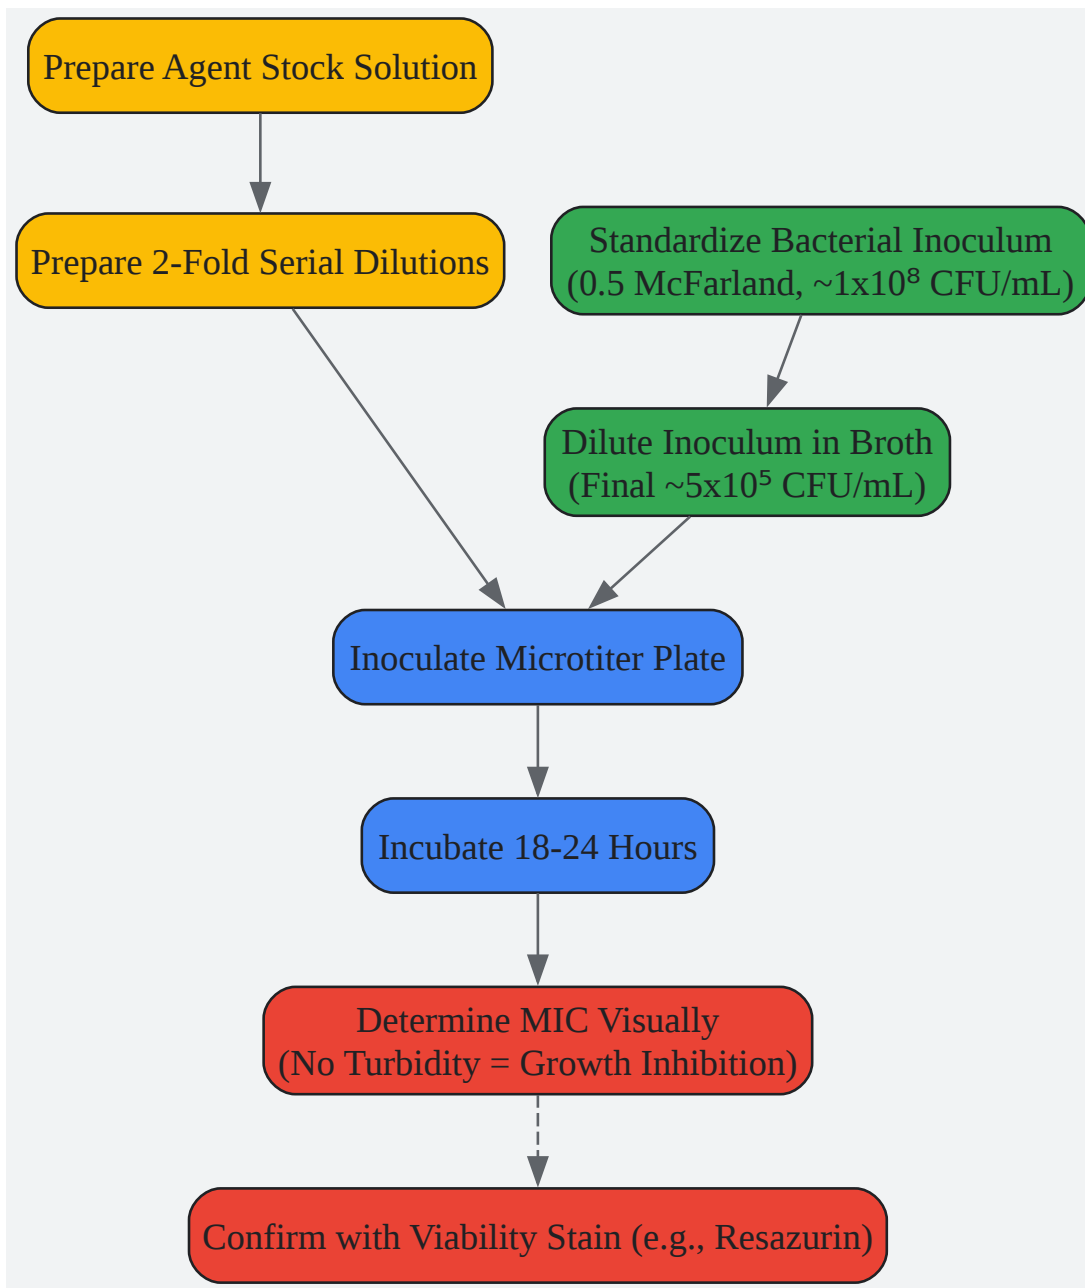 Prepare Agent Stock Solution
Prepare 2-Fold Serial Dilutions
Standardize Bacterial Inoculum
(0.5 McFarland, ~1x10⁸ CFU/mL)
Dilute Inoculum in Broth
(Final ~5x10⁵ CFU/mL)
Inoculate Microtiter Plate
Incubate 18-24 Hours
Determine MIC Visually
(No Turbidity = Growth Inhibition)
Confirm with Viability Stain (e.g., Resazurin)